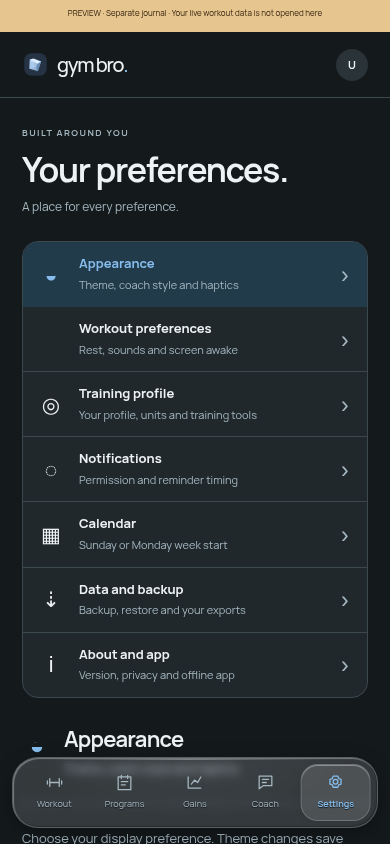 PREVIEW · Separate journal · Your live workout data is not opened here
gym bro.
U
BUILT AROUND YOU
Your preferences.
A place for every preference.
Appearance
Theme, coach style and haptics
Workout preferences
Rest, sounds and screen awake
Training profile
Your profile, units and training tools
Notifications
Permission and reminder timing
Calendar
Sunday or Monday week start
Data and backup
Backup, restore and your exports
About and app
Version, privacy and offline app
Appearance
Workout
Programs
Gains
Coach
Settings
Choose your display preference. Theme changes save